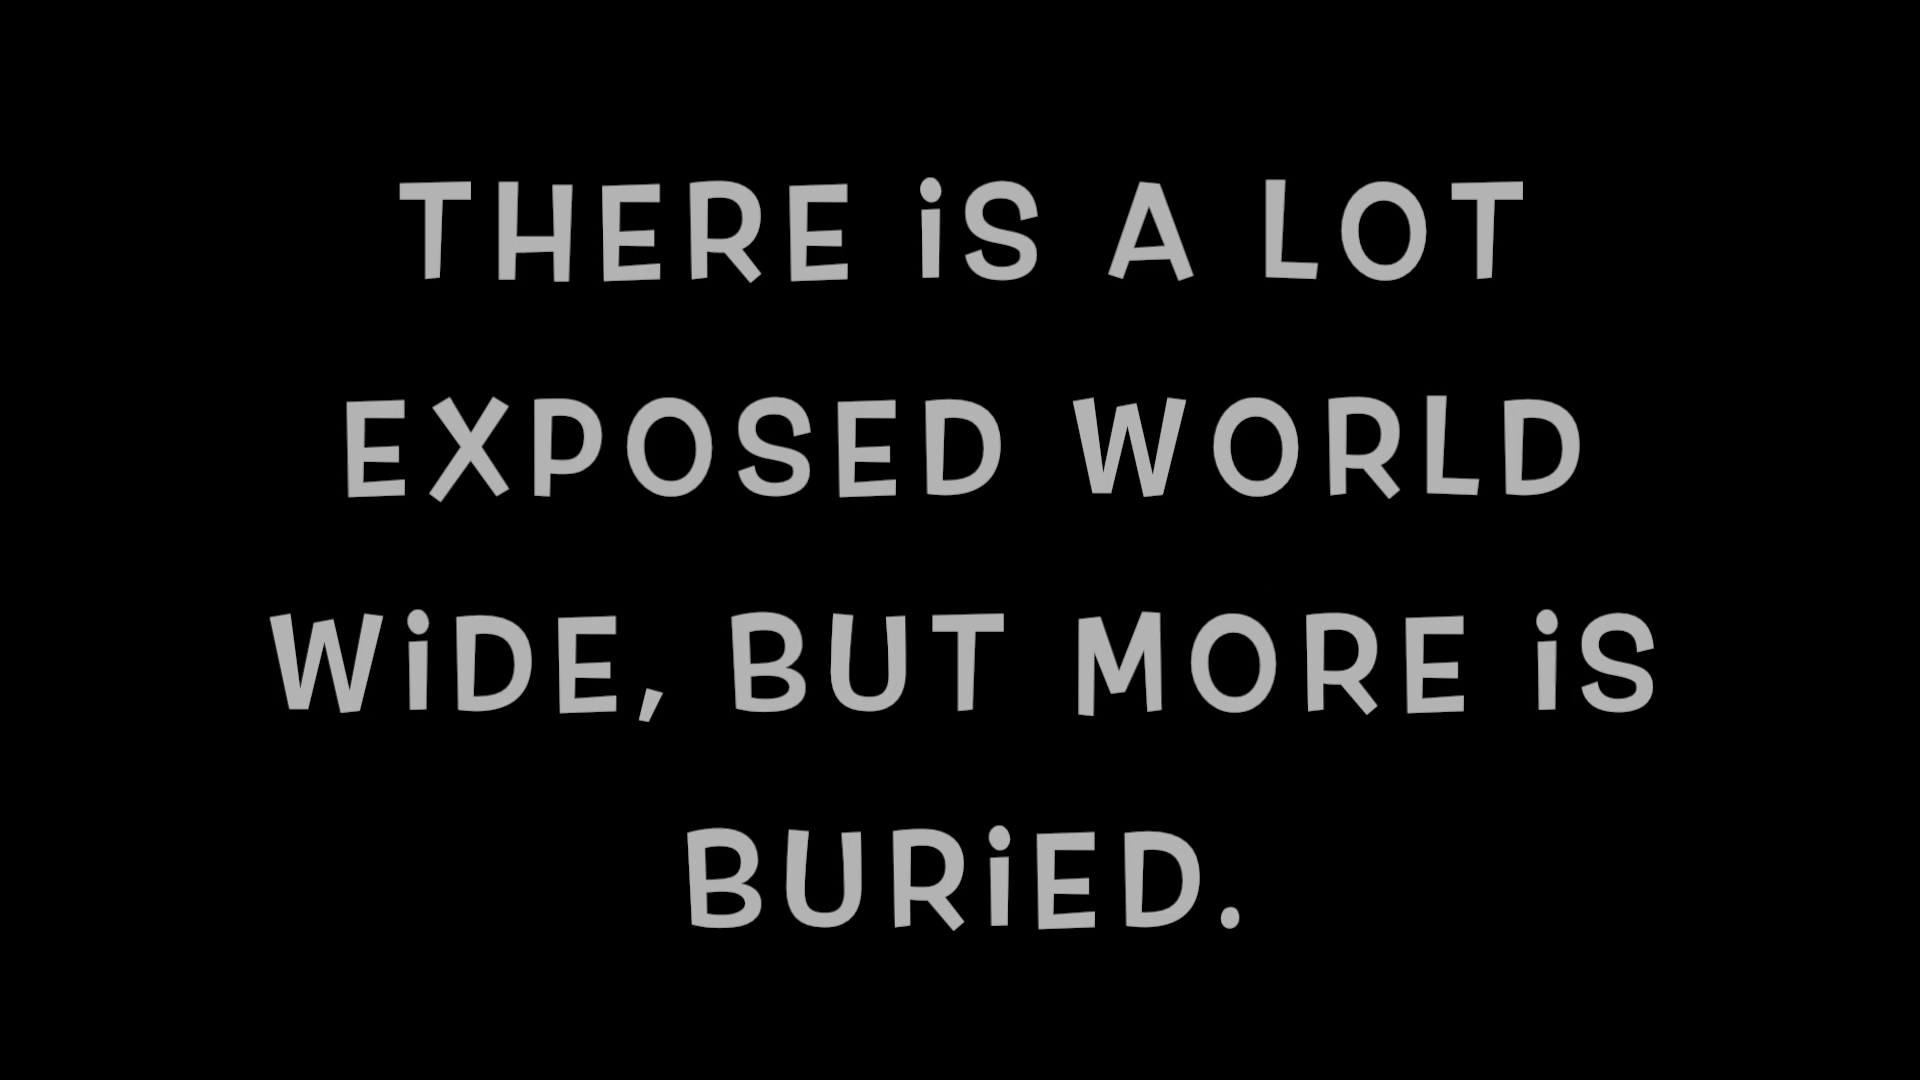 THERE iS A LOT
EXPOSED WORLD
WiDE, BUT MORE iS
BURiED.